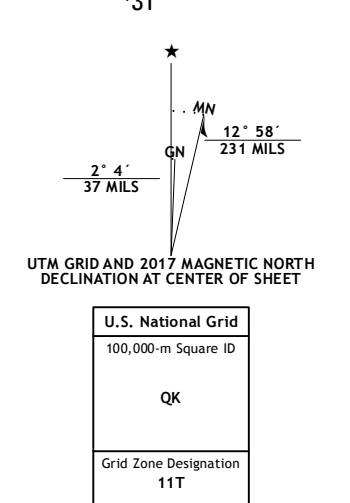 ★
MN
GN
12° 58´
231 MILS
2° 4´
37 MILS
UTM GRID AND 2017 MAGNETIC NORTH
DECLINATION AT CENTER OF SHEET
U.S. National Grid
100,000-m Square ID
QK
Grid Zone Designation
11T